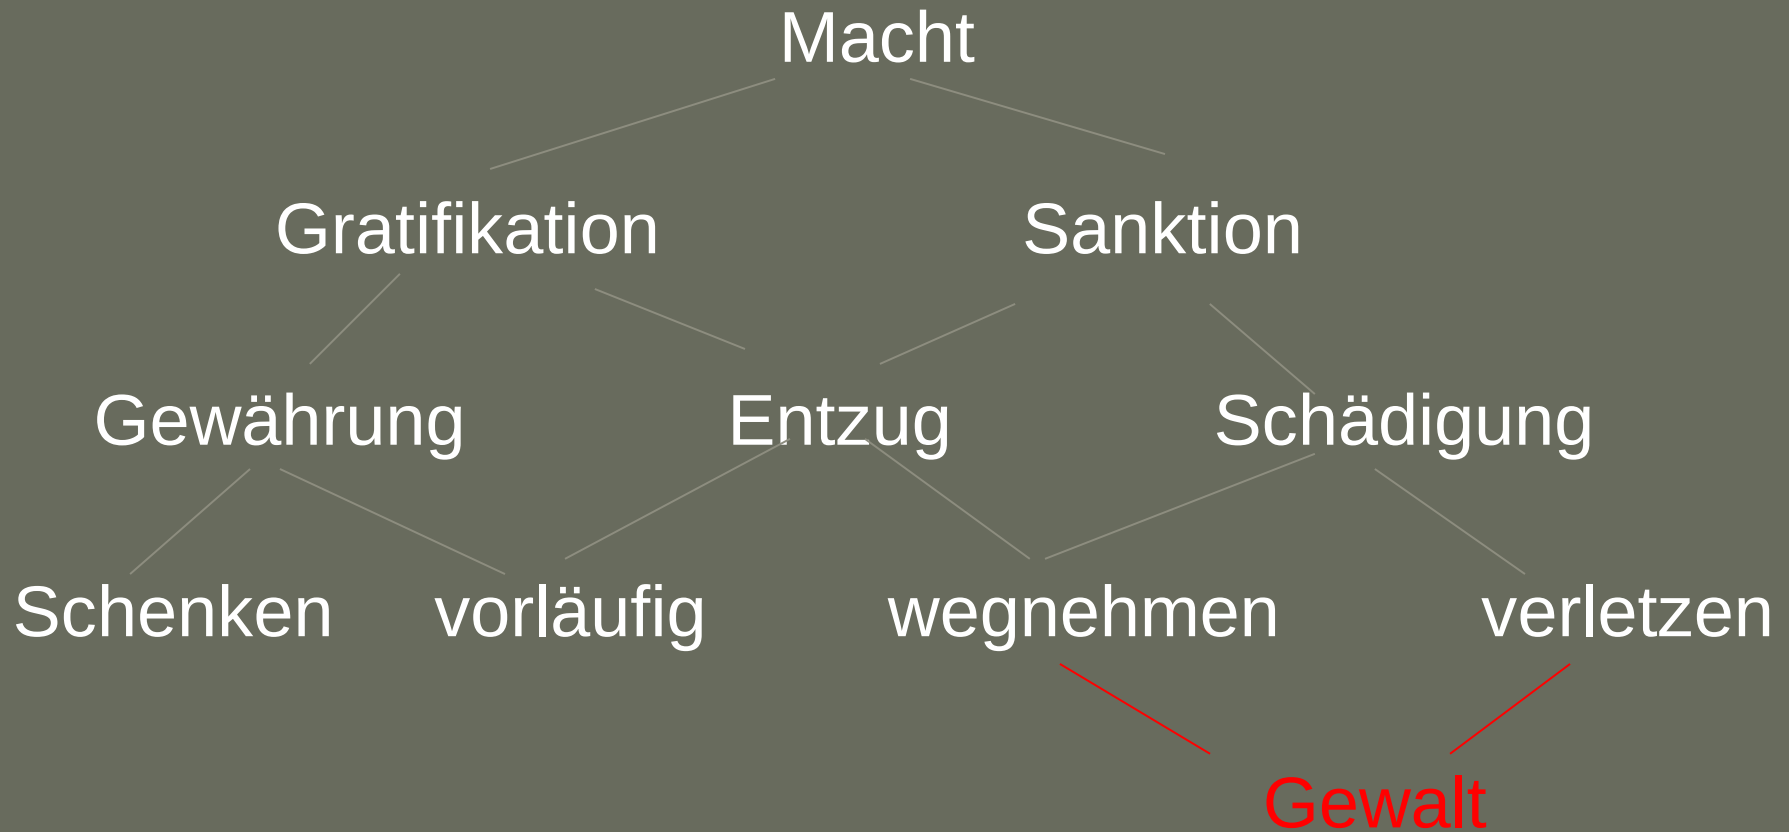 Macht
Gratifikation Sanktion
Gewährung Entzug Schädigung
Schenken vorläufig wegnehmen verletzen
Gewalt